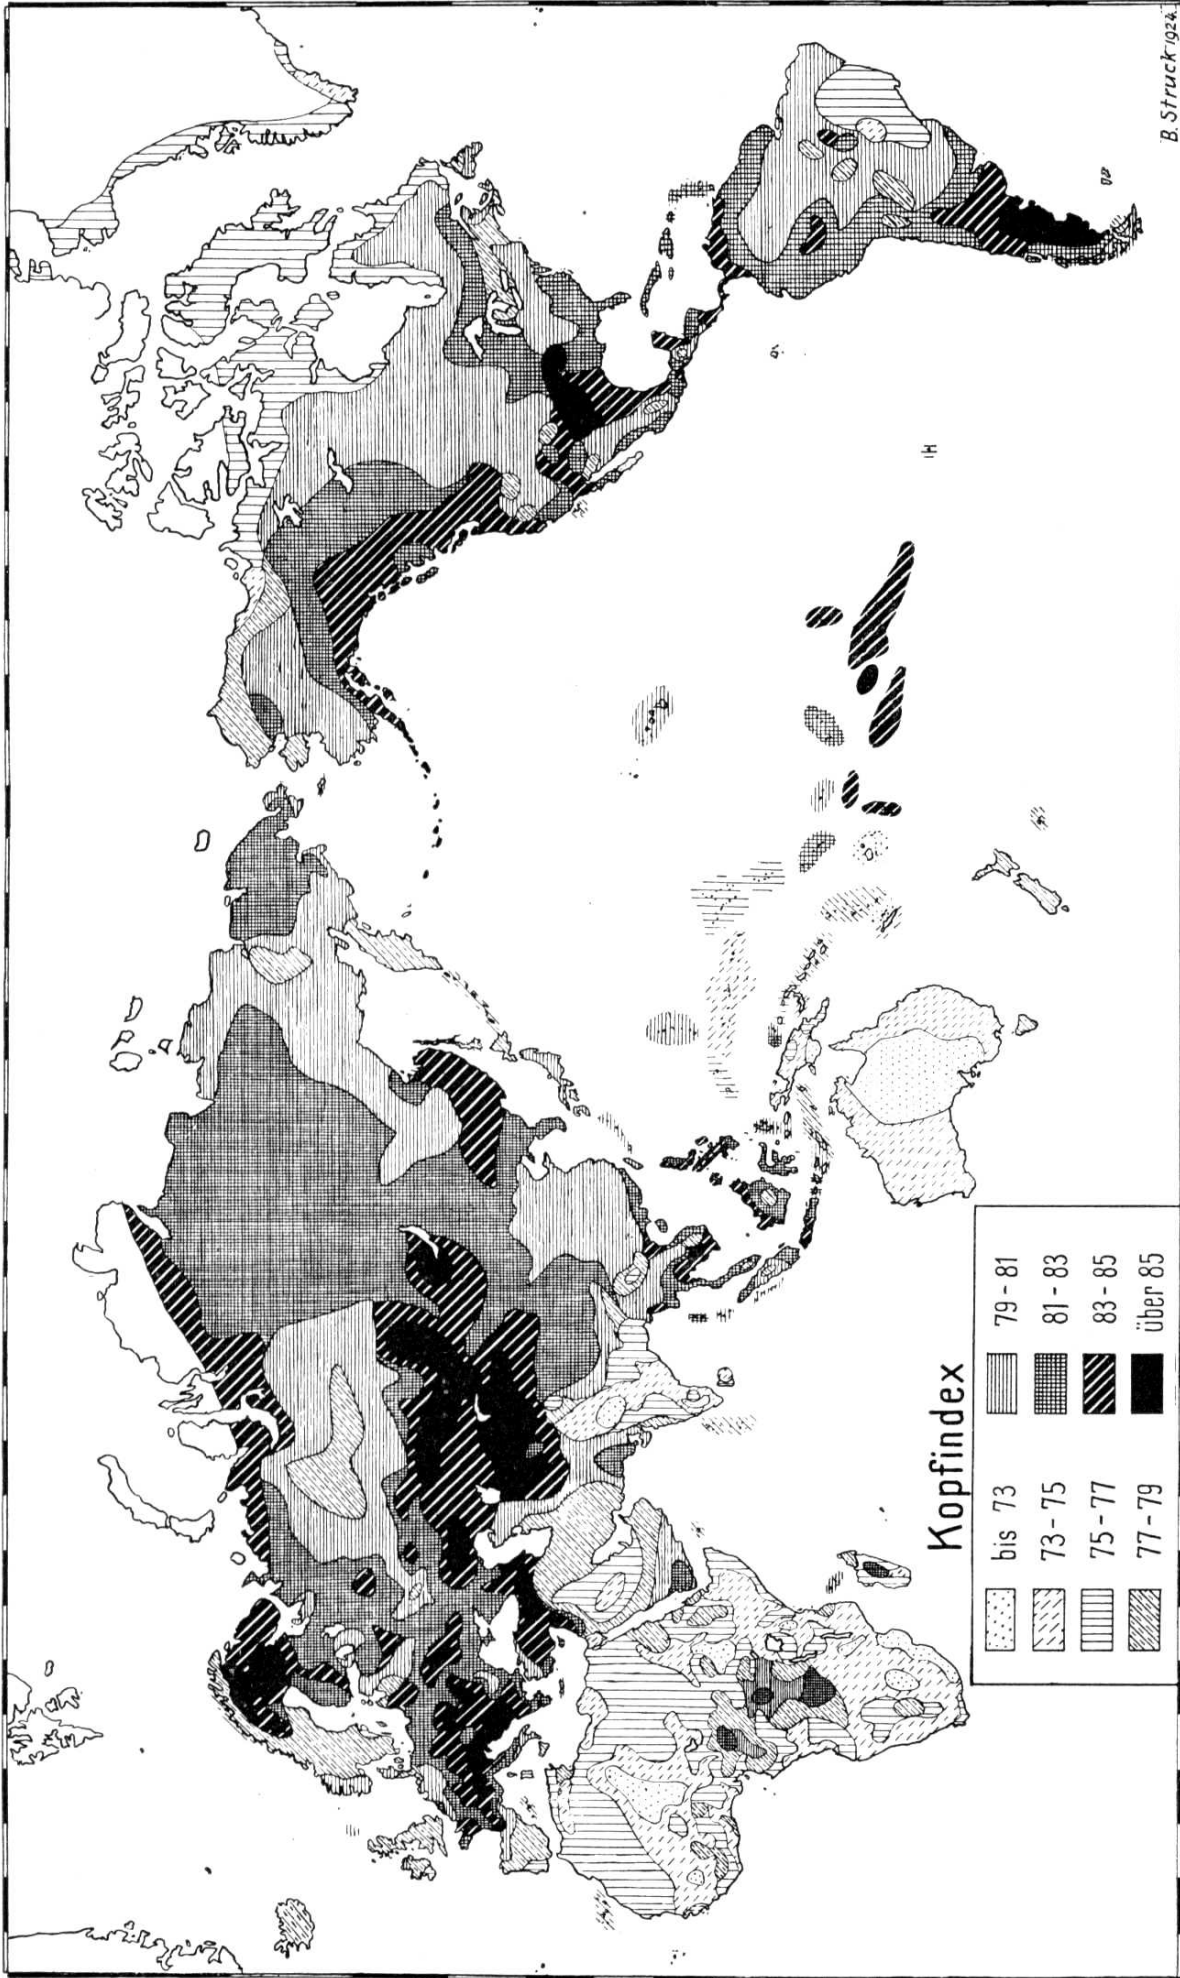 Kopfindex
bis 73 79 - 81
73 - 75 81 - 83
75 - 77 83 - 85
77 - 79 über 85
B. Struck 1924.